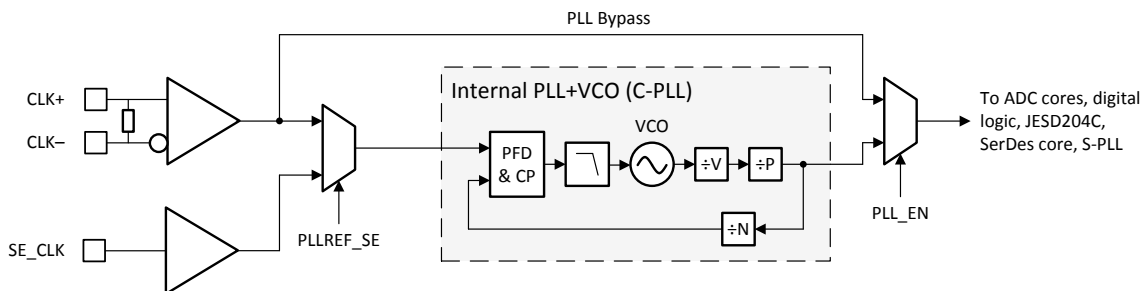 PLL Bypass
CLK+
CLK–
SE_CLK
PLLREF_SE
Internal PLL+VCO (C-PLL)
VCO
PFD
& CP
÷V
÷P
÷N
PLL_EN
To ADC cores, digital
logic, JESD204C,
SerDes core, S-PLL